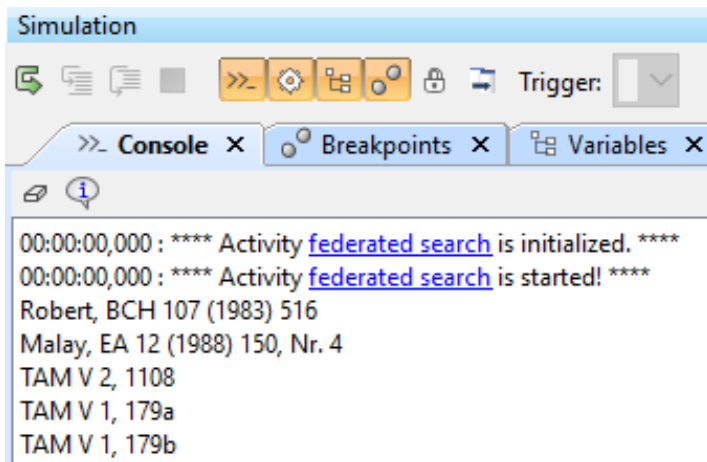 Simulation
Trigger:
Console Breakpoints Variables
00:00:00,000 : **** Activity federated search is initialized. ****
00:00:00,000 : **** Activity federated search is started! ****
Robert, BCH 107 (1983) 516
Malay, EA 12 (1988) 150, Nr. 4
TAM V 2, 1108
TAM V 1, 179a
TAM V 1, 179b